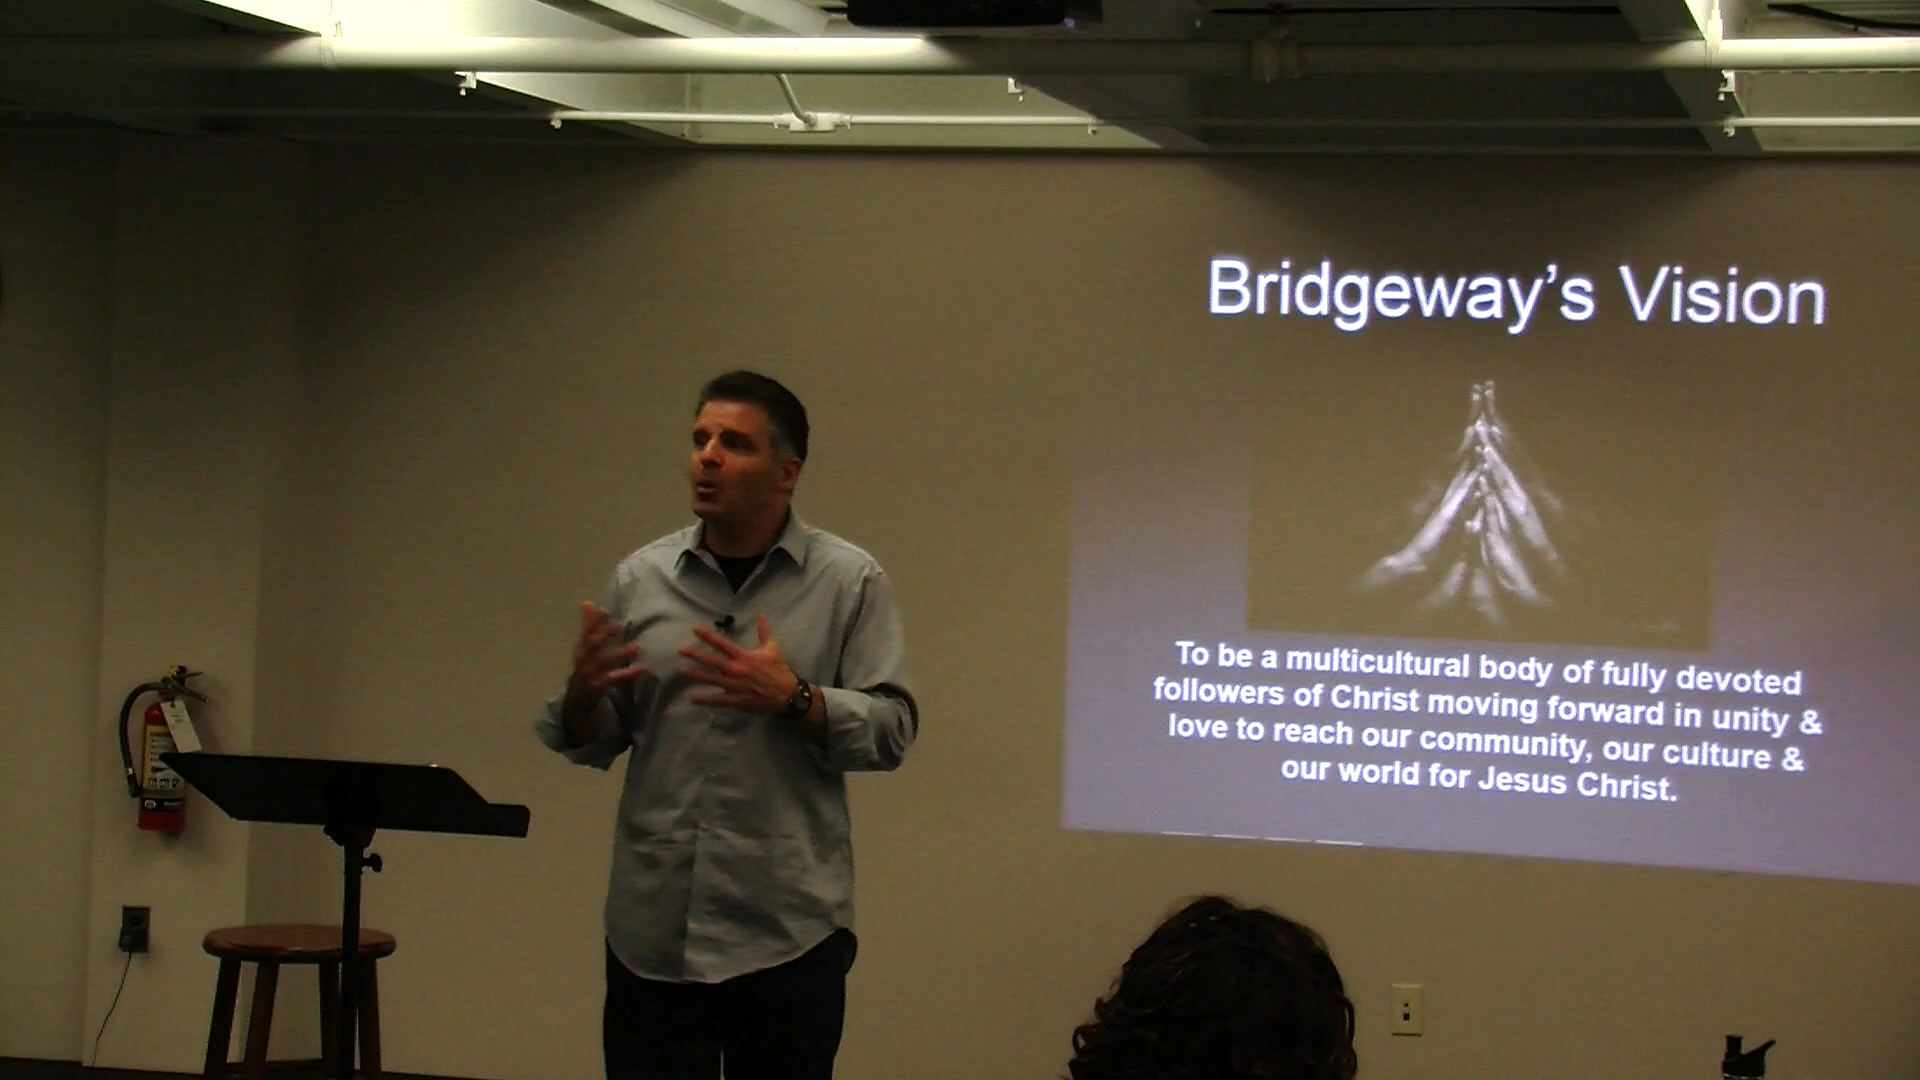 Bridgeway's Vision
To be a multicultural body of fully devoted
followers of Christ moving forward in unity &
love to reach our community, our culture &
our world for Jesus Christ.